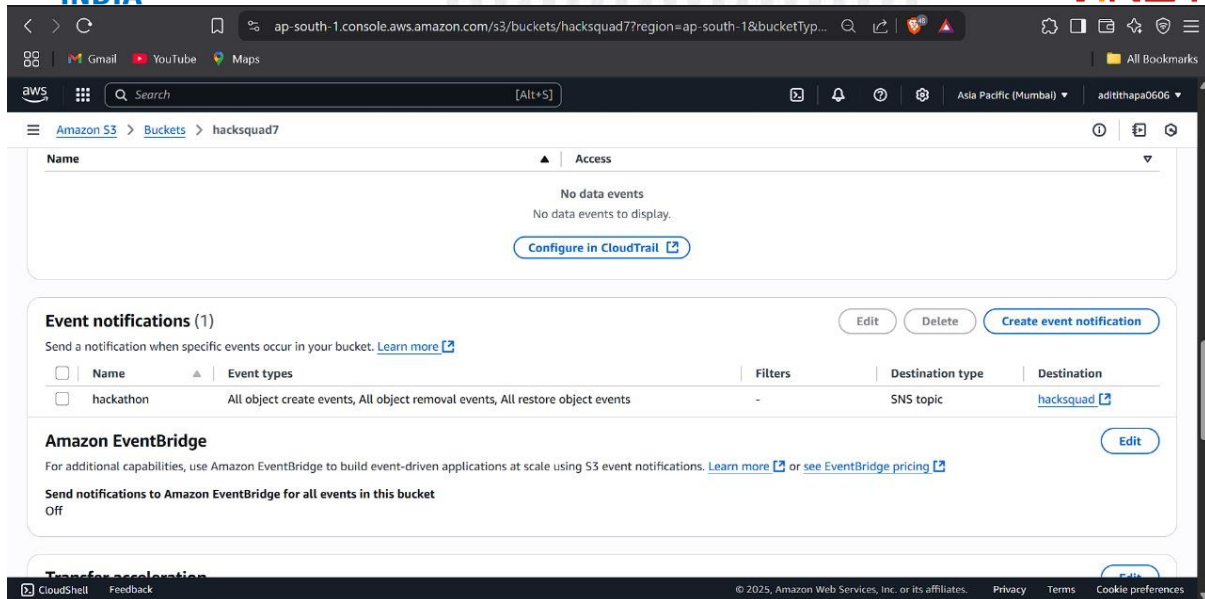 INDIA
ap-south-1.console.aws.amazon.com/s3/buckets/hacksquad7?region=ap-south-1&bucketTyp...
Gmail YouTube Maps All Bookmarks
aws Search [Alt+S] Asia Pacific (Mumbai) adititthapa0606
Amazon S3 > Buckets > hacksquad7
Name Access
No data events
No data events to display.
Configure in CloudTrail
Event notifications (1) Edit Delete Create event notification
Send a notification when specific events occur in your bucket. Learn more
Name Event types Filters Destination type Destination
hackathon All object create events, All object removal events, All restore object events - SNS topic hacksquad
Amazon EventBridge Edit
For additional capabilities, use Amazon EventBridge to build event-driven applications at scale using S3 event notifications. Learn more or see EventBridge pricing
Send notifications to Amazon EventBridge for all events in this bucket
Off
Transfer acceleration Edit
CloudShell Feedback © 2025, Amazon Web Services, Inc. or its affiliates. Privacy Terms Cookie preferences